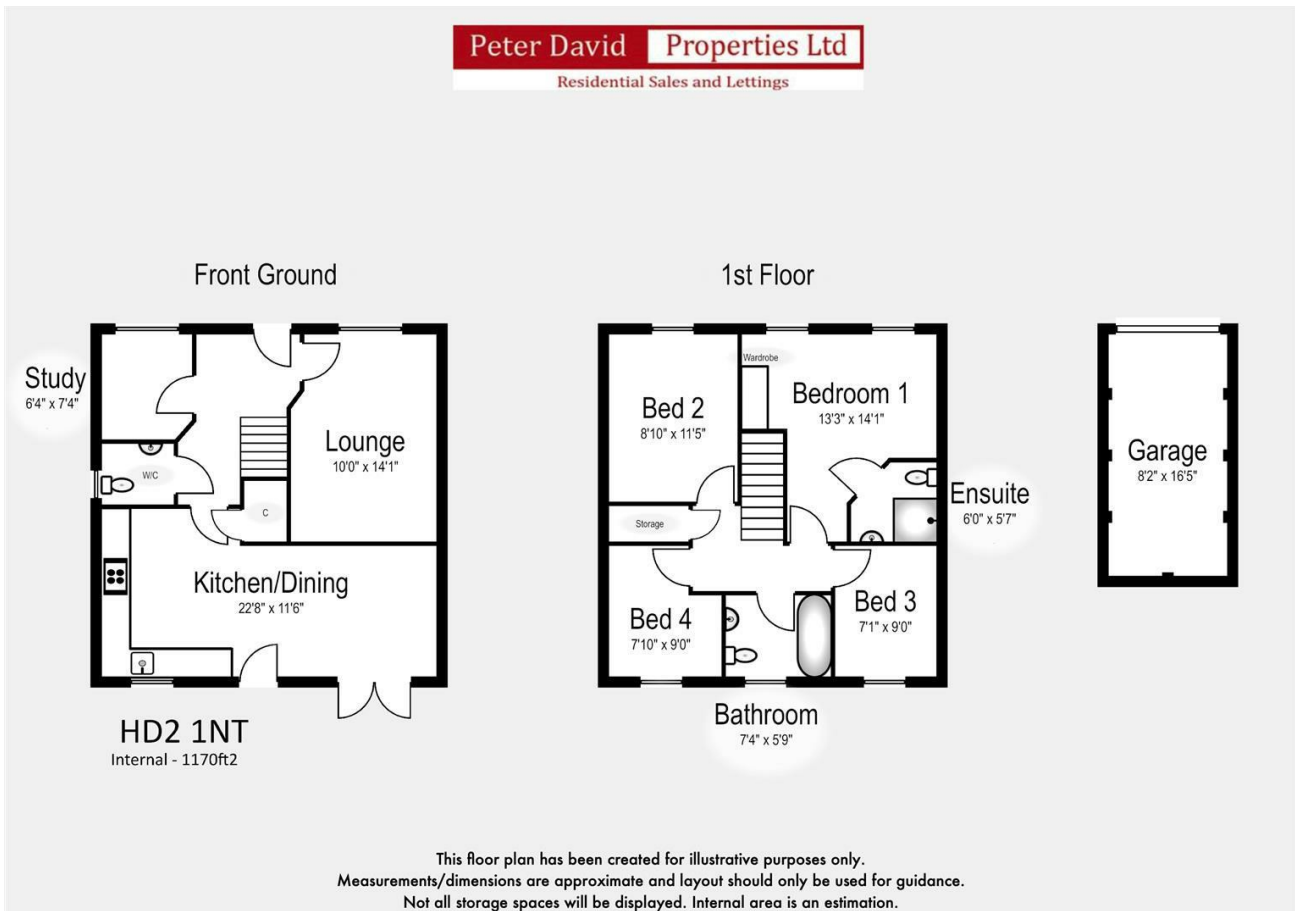 Peter David Properties Ltd
Residential Sales and Lettings
Front Ground
1st Floor
Study
6'4" x 7'4"
W/C
C
Lounge
10'0" x 14'1"
Kitchen/Dining
22'8" x 11'6"
HD2 1NT
Internal - 1170ft2
Wardrobe
Bed 2
8'10" x 11'5"
Bedroom 1
13'3" x 14'1"
Storage
Ensuite
6'0" x 5'7"
Bed 4
7'10" x 9'0"
Bed 3
7'1" x 9'0"
Bathroom
7'4" x 5'9"
Garage
8'2" x 16'5"
This floor plan has been created for illustrative purposes only.
Measurements/dimensions are approximate and layout should only be used for guidance.
Not all storage spaces will be displayed. Internal area is an estimation.